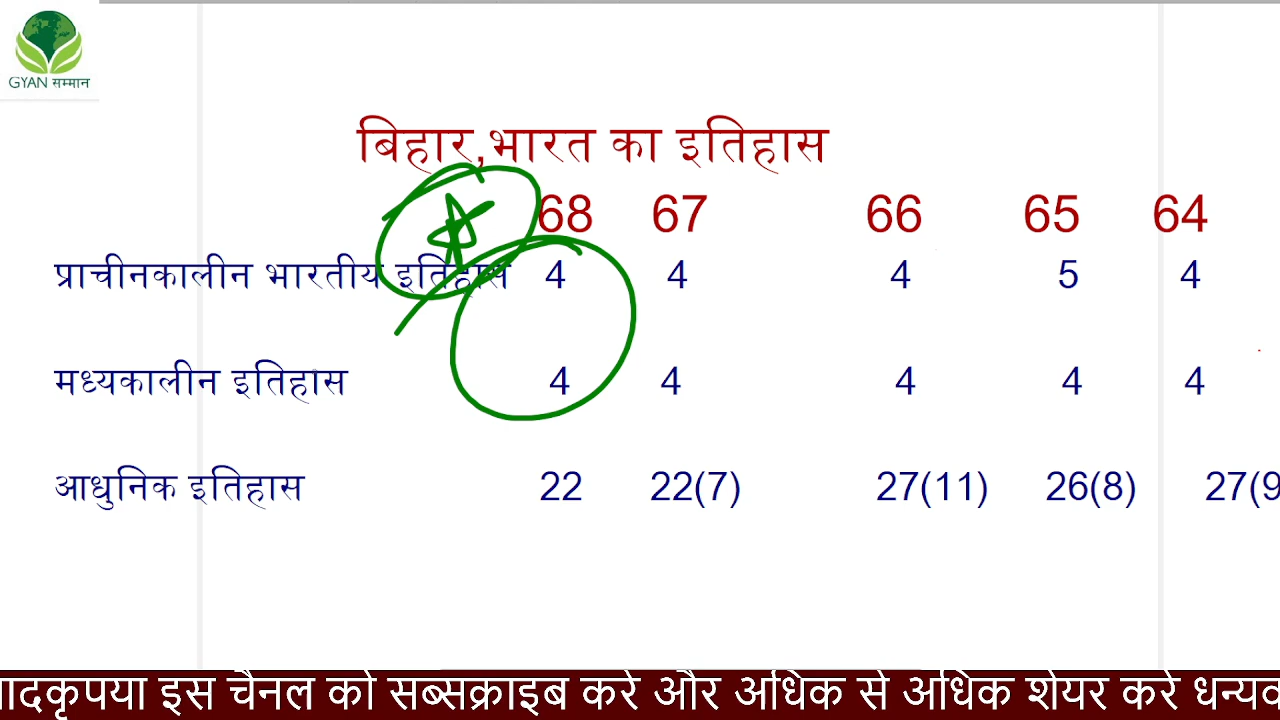 GYAN सम्मान
बिहार,भारत का इतिहास
68 67 66 65 64
प्राचीनकालीन भारतीय इतिहास 4 4 4 5 4
मध्यकालीन इतिहास 4 4 4 4 4
आधुनिक इतिहास 22 22(7) 27(11) 26(8) 27(9
कृपया इस चैनल को सब्सक्राइब करे और अधिक से अधिक शेयर करे